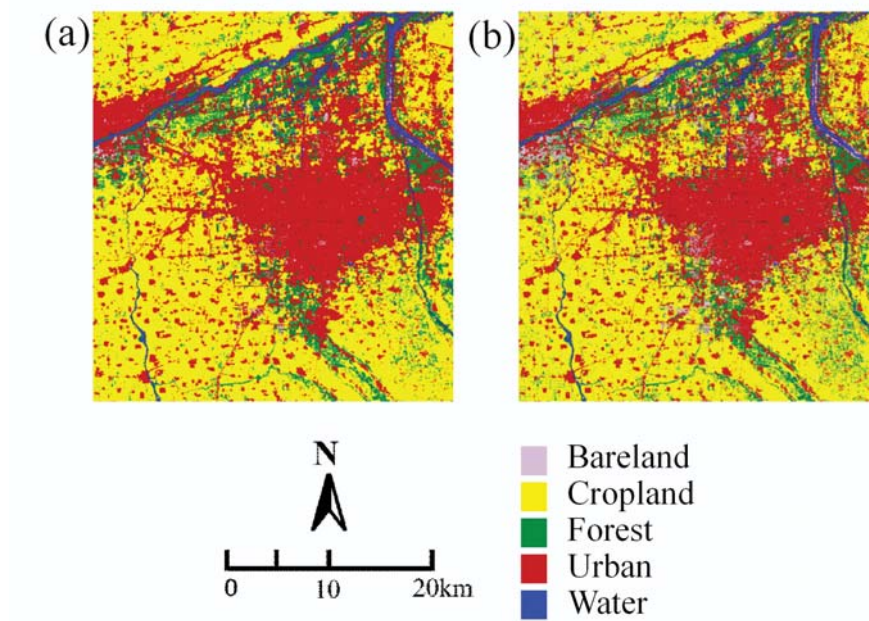 (a)
(b)
N
0 10 20km
Bareland
Cropland
Forest
Urban
Water